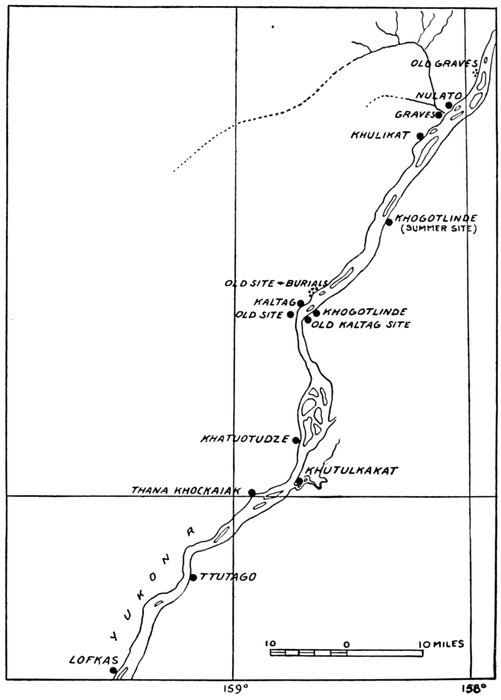 OLD GRAVES
NULATO
GRAVES
KHULIKAT
KHOGOTLINDE
(SUMMER SITE)
OLD SITE + BURIALS
KALTAG
OLD SITE
KHOGOTLINDE
OLD KALTAG SITE
KHATUOTUDZE
KHUTULKAKAT
THANA KHOCKAIAK
YUKON R
TTUTAGO
LOFKAS
10 0 10 MILES
159° 158°